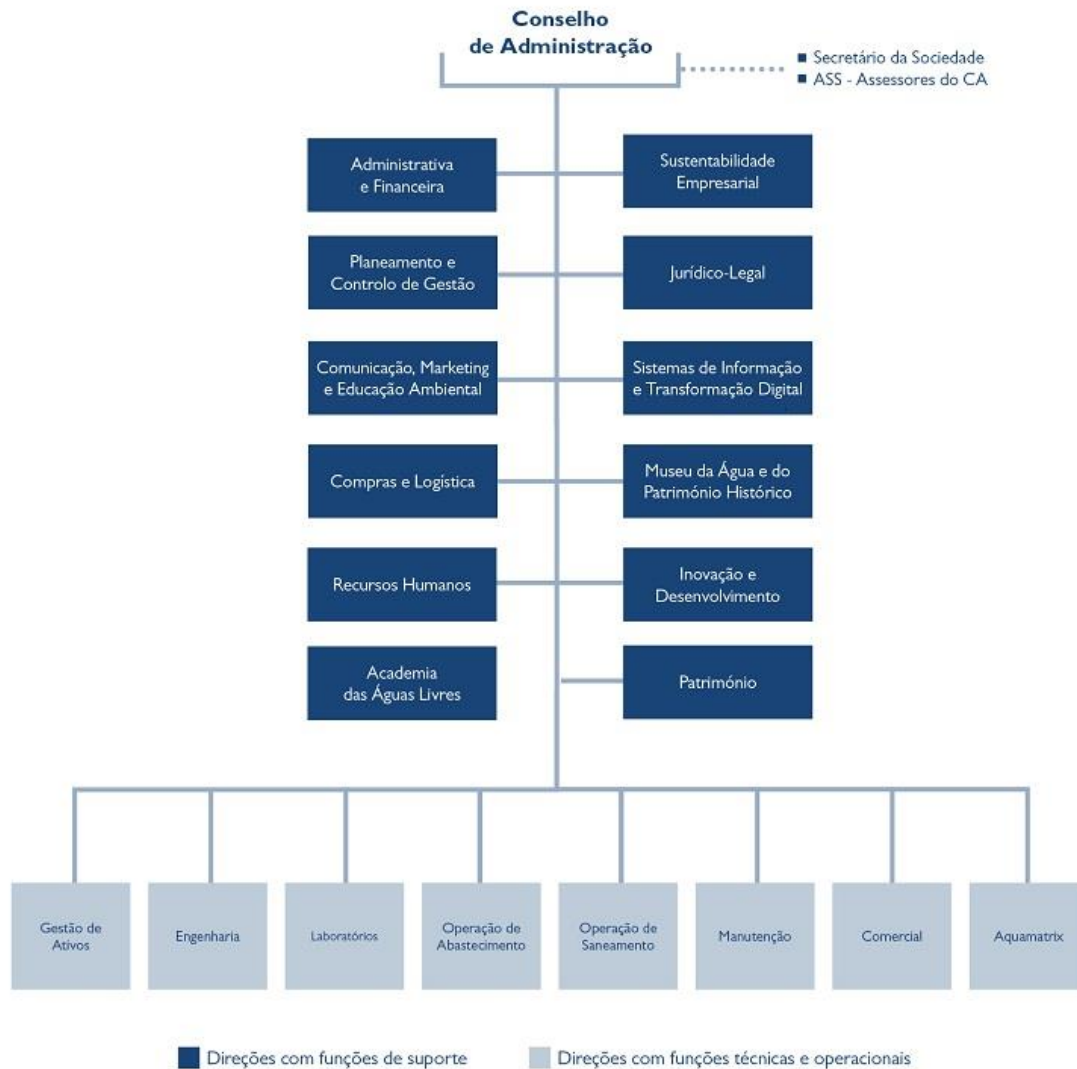 Conselho
de Administração
Secretário da Sociedade
ASS - Assessores do CA
Administrativa
e Financeira
Sustentabilidade
Empresarial
Planeamento e
Controlo de Gestão
Jurídico-Legal
Comunicação, Marketing
e Educação Ambiental
Sistemas de Informação
e Transformação Digital
Compras e Logística
Museu da Água e do
Património Histórico
Recursos Humanos
Inovação e
Desenvolvimento
Academia
das Águas Livres
Património
Gestão de
Ativos
Engenharia
Laboratórios
Operação de
Abastecimento
Operação de
Saneamento
Manutenção
Comercial
Aquamatrix
Direções com funções de suporte
Direções com funções técnicas e operacionais